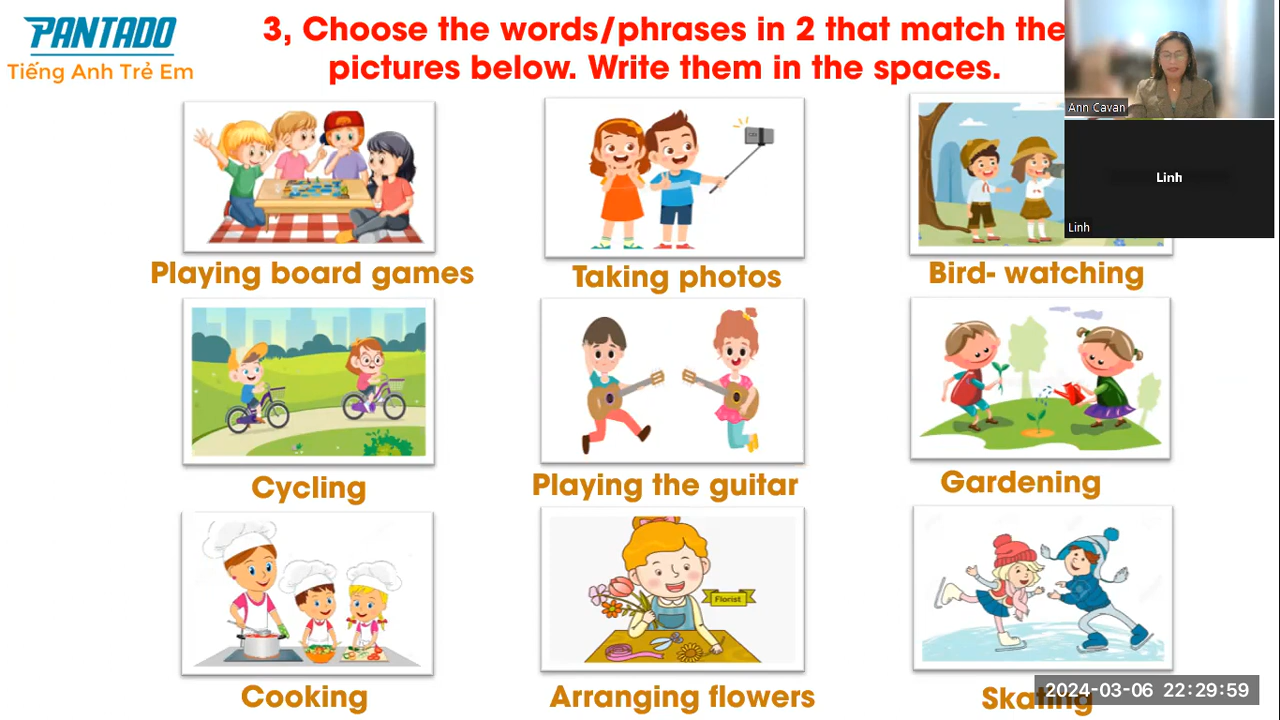 PANTADO
Tiếng Anh Trẻ Em
3, Choose the words/phrases in 2 that match the
pictures below. Write them in the spaces.
Ann Cavan
Linh
Linh
Playing board games
Taking photos
Bird- watching
Cycling
Playing the guitar
Gardening
Florist
Cooking
Arranging flowers
Skating
2024-03-06 22:29:59